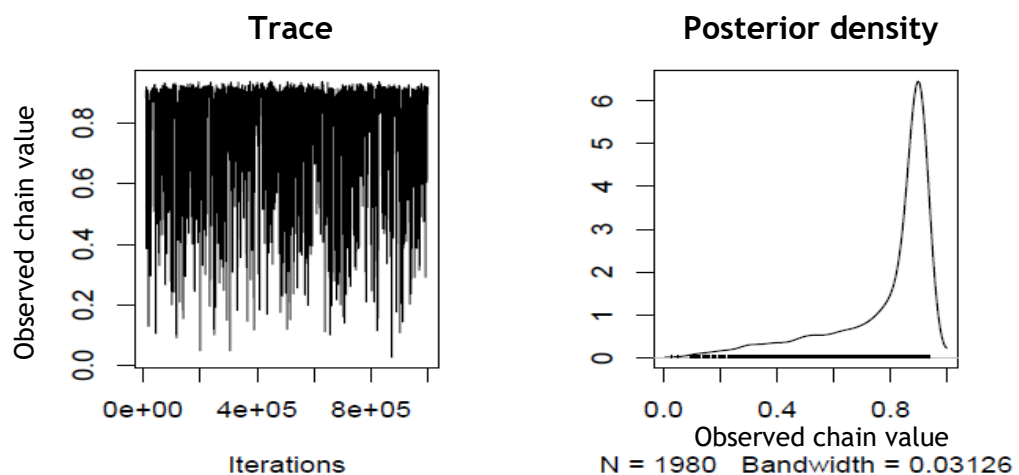 Trace
Observed chain value
0.0 0.2 0.4 0.6 0.8
0e+00 4e+05 8e+05
Iterations
Posterior density
0 1 2 3 4 5 6
0.0 0.4 0.8
Observed chain value
N = 1980 Bandwidth = 0.03126